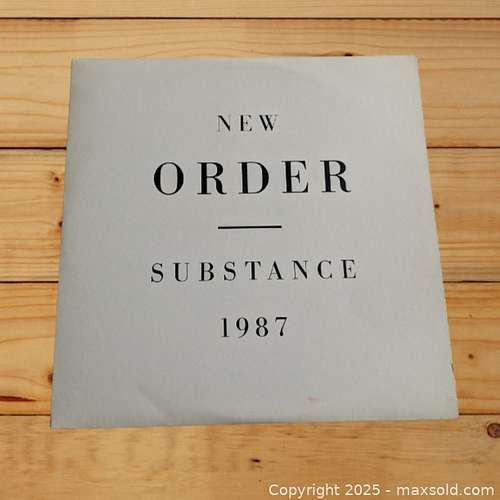 NEW
ORDER
SUBSTANCE
1987
Copyright 2025 - maxsold.com